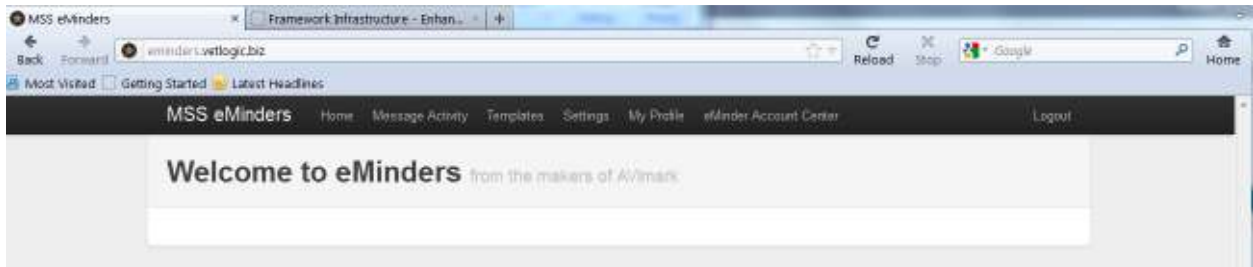 MSS eMinders
Framework Infrastructure - Enhan...
+
Back Forward eminders.vetlogic.biz Reload Stop Google Home
Most Visited Getting Started Latest Headlines
MSS eMinders Home Message Activity Templates Settings My Profile eMinder Account Center Logout
Welcome to eMinders from the makers of AVImark